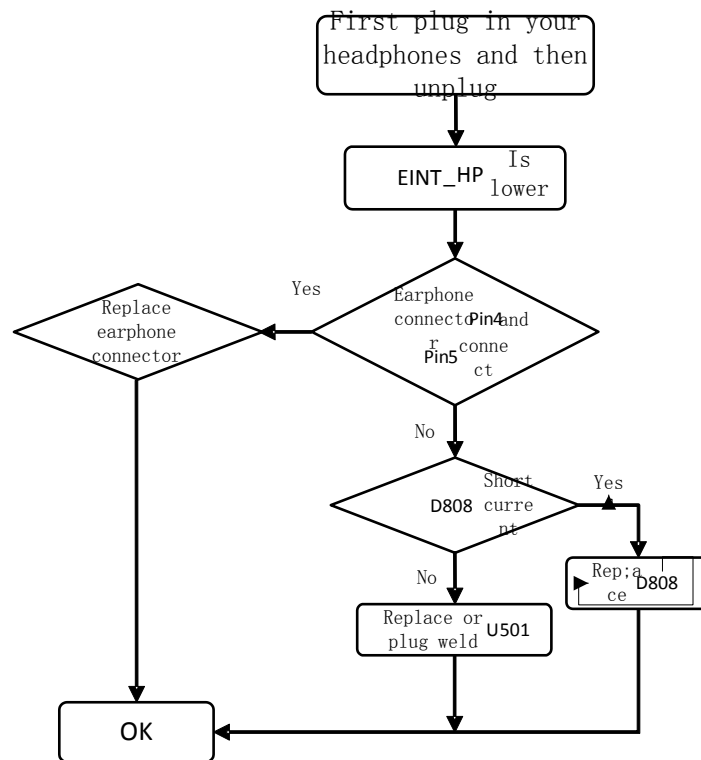 First plug in your
headphones and then
unplug
EINT_HP Is
lower
Yes
Earphone
connecto Pin4 and
r Pin5 conne
ct
Replace
earphone
connector
No
D808 Short
curre
nt
Yes
No
Rep;a D808
ce
Replace or U501
plug weld
OK